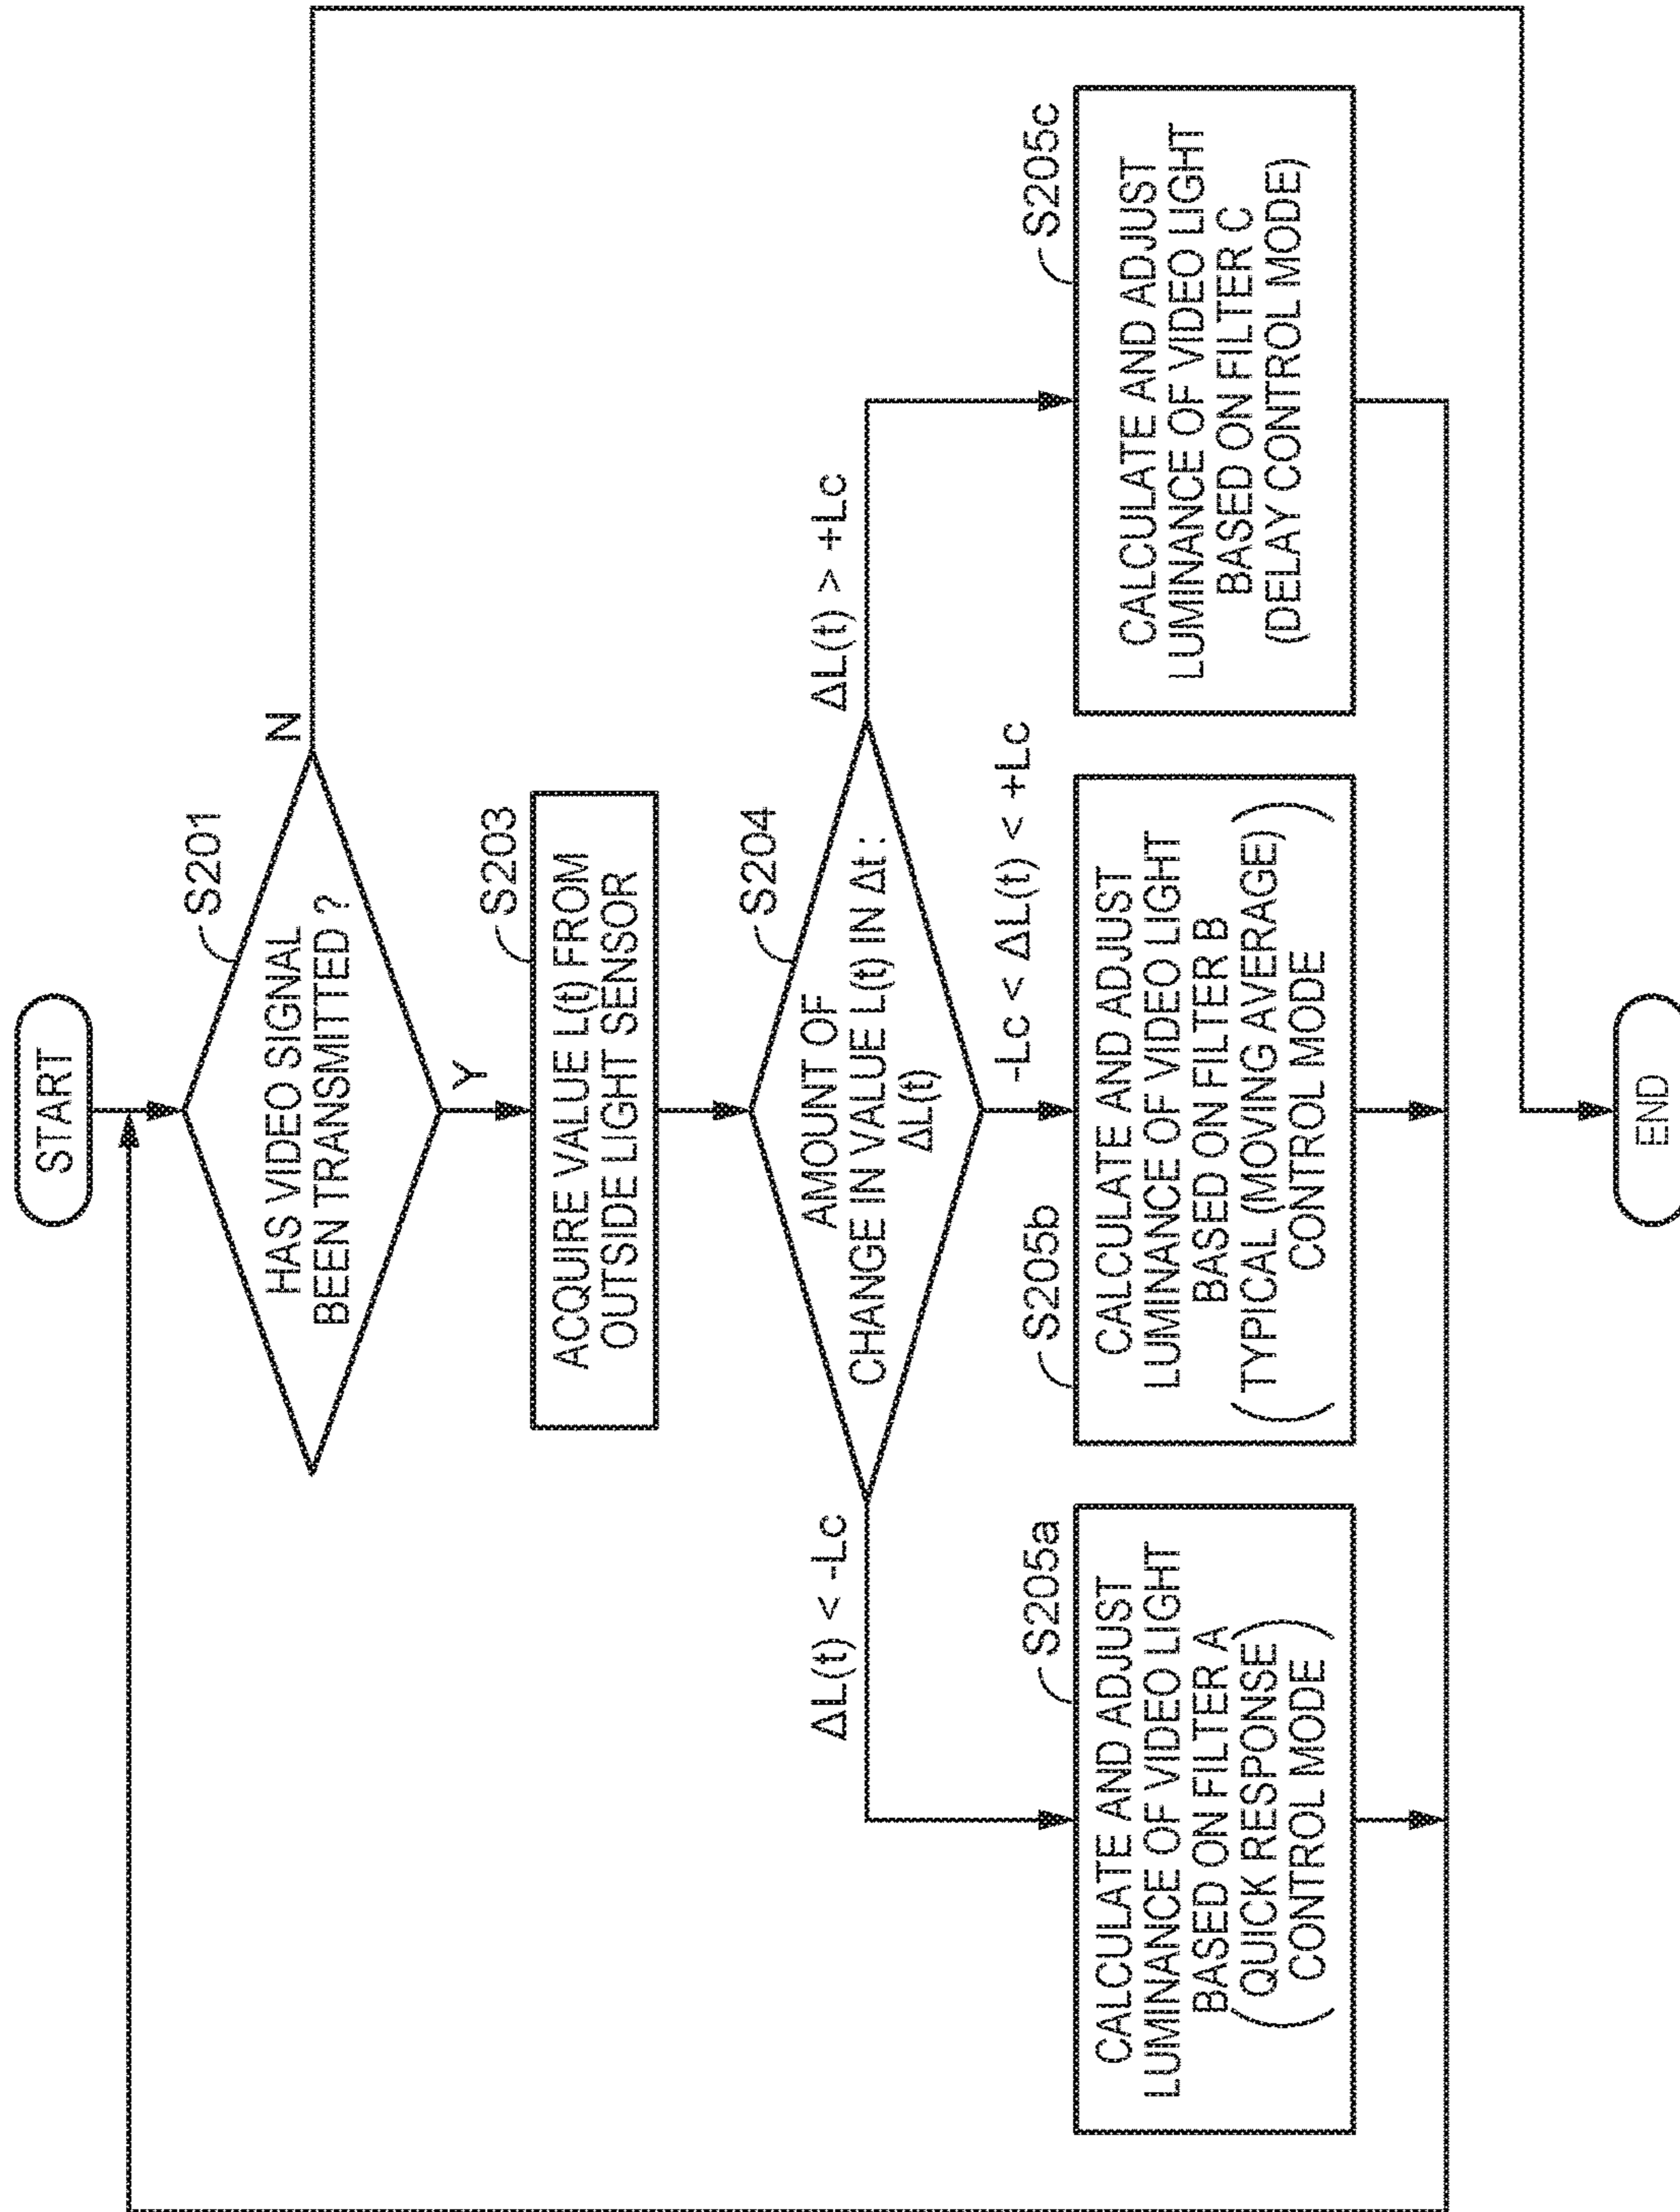 START
S201
HAS VIDEO SIGNAL
BEEN TRANSMITTED ?
N
Y
S203
ACQUIRE VALUE L(t) FROM
OUTSIDE LIGHT SENSOR
S204
AMOUNT OF
CHANGE IN VALUE L(t) IN Δt :
ΔL(t)
ΔL(t) < -Lc
-Lc < ΔL(t) < +Lc
ΔL(t) > +Lc
S205a
CALCULATE AND ADJUST
LUMINANCE OF VIDEO LIGHT
BASED ON FILTER A
(QUICK RESPONSE
CONTROL MODE)
S205b
CALCULATE AND ADJUST
LUMINANCE OF VIDEO LIGHT
BASED ON FILTER B
(TYPICAL (MOVING AVERAGE)
CONTROL MODE)
S205c
CALCULATE AND ADJUST
LUMINANCE OF VIDEO LIGHT
BASED ON FILTER C
(DELAY CONTROL MODE)
END